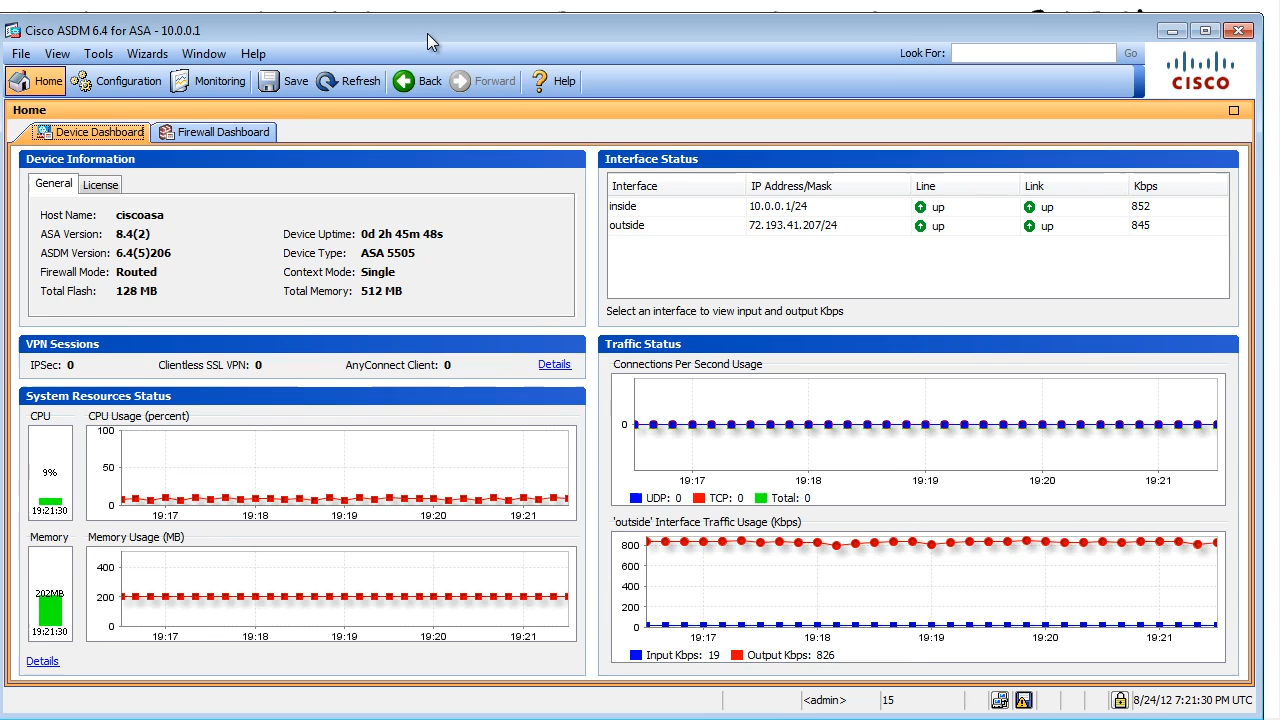 Cisco ASDM 6.4 for ASA - 10.0.0.1
File View Tools Wizards Window Help Look For: Go
Home Configuration Monitoring Save Refresh Back Forward Help
CISCO
Home
Device Dashboard Firewall Dashboard
Device Information
General License
Host Name: ciscoasa
ASA Version: 8.4(2) Device Uptime: 0d 2h 45m 48s
ASDM Version: 6.4(5)206 Device Type: ASA 5505
Firewall Mode: Routed Context Mode: Single
Total Flash: 128 MB Total Memory: 512 MB
Interface Status
Interface IP Address/Mask Line Link Kbps
inside 10.0.0.1/24 up up 852
outside 72.193.41.207/24 up up 845
Select an interface to view input and output Kbps
VPN Sessions
IPSec: 0 Clientless SSL VPN: 0 AnyConnect Client: 0 Details
System Resources Status
CPU CPU Usage (percent)
9%
19:21:30
100
50
0
19:17 19:18 19:19 19:20 19:21
Memory Memory Usage (MB)
202MB
19:21:30
400
200
0
19:17 19:18 19:19 19:20 19:21
Details
Traffic Status
Connections Per Second Usage
0
19:17 19:18 19:19 19:20 19:21
UDP: 0 TCP: 0 Total: 0
'outside' Interface Traffic Usage (Kbps)
800
600
400
200
0
19:17 19:18 19:19 19:20 19:21
Input Kbps: 19 Output Kbps: 826
<admin> 15 8/24/12 7:21:30 PM UTC